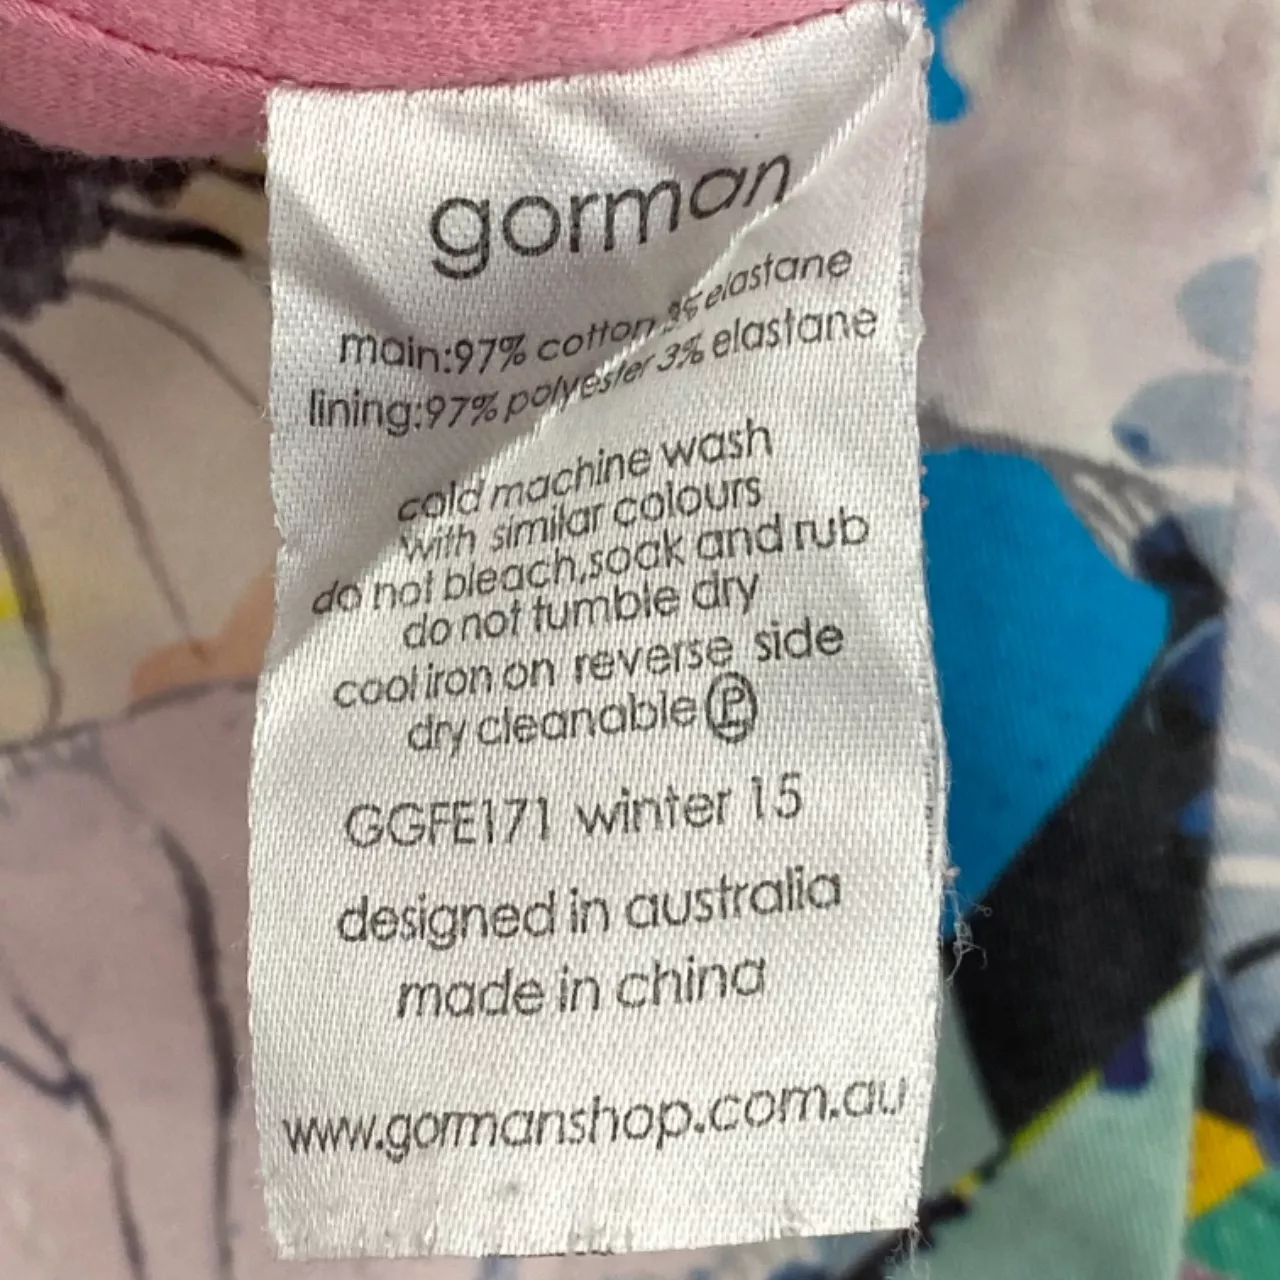 gorman
main:97% cotton 3% elastane
lining:97% polyester 3% elastane
cold machine wash
with similar colours
do not bleach,soak and rub
do not tumble dry
cool iron on reverse side
dry cleanable P
GGFE171 winter 15
designed in australia
made in china
www.gormanshop.com.au